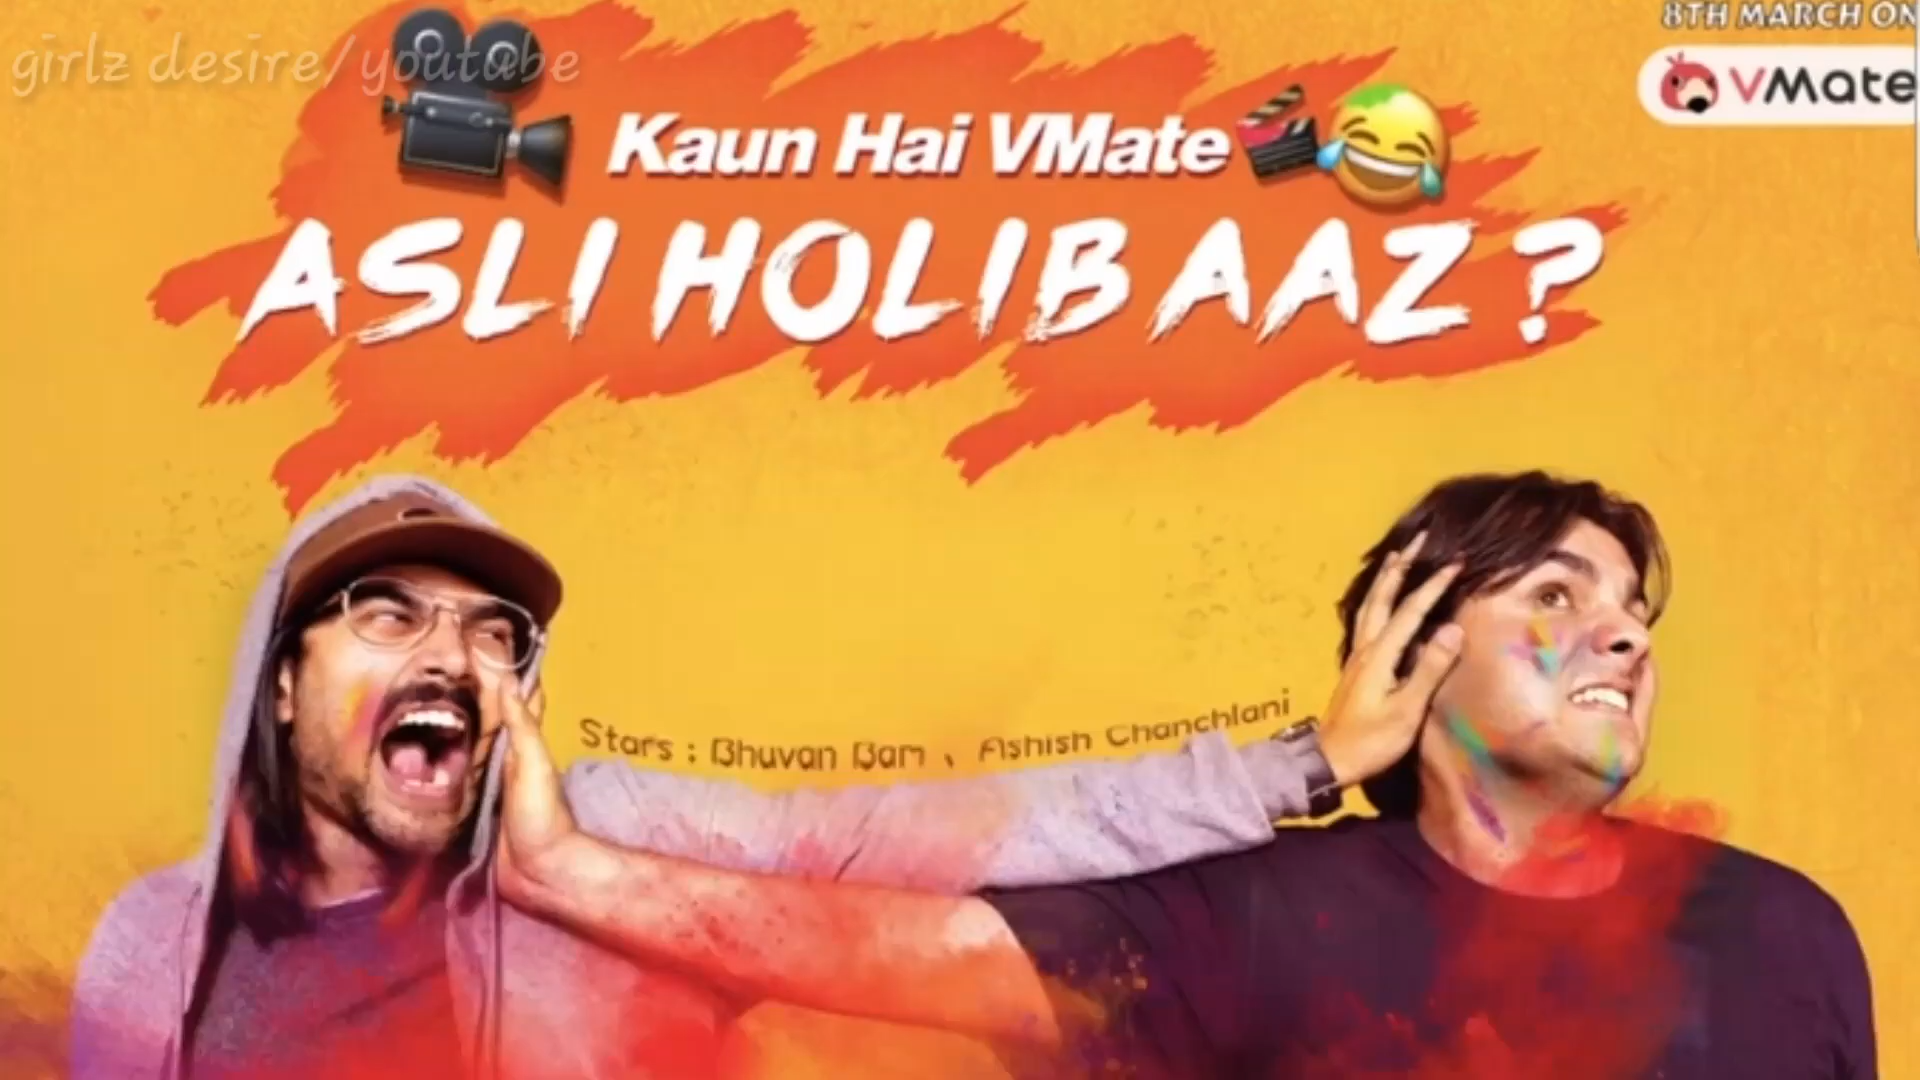 girlz desire/youtube
8TH MARCH ON
VMate
Kaun Hai VMate
ASLI HOLIBAAZ ?
Stars : Bhuvan Bam 、 Ashish Chanchlani